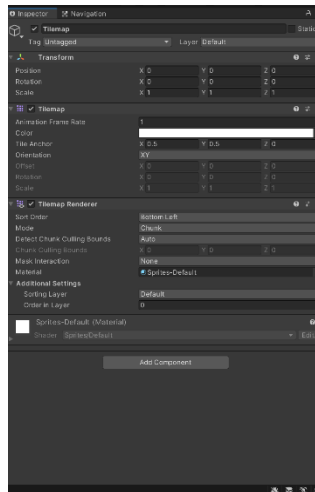 Inspector Navigation
Tilemap Static
Tag Untagged Layer Default
Transform
Position X 0 Y 0 Z 0
Rotation X 0 Y 0 Z 0
Scale X 1 Y 1 Z 1
Tilemap
Animation Frame Rate 1
Color
Tile Anchor X 0.5 Y 0.5 Z 0
Orientation XY
Offset X 0 Y 0 Z 0
Rotation X 0 Y 0 Z 0
Scale X 1 Y 1 Z 1
Tilemap Renderer
Sort Order Bottom Left
Mode Chunk
Detect Chunk Culling Bounds Auto
Chunk Culling Bounds X 0 Y 0 Z 0
Mask Interaction None
Material Sprites-Default
Additional Settings
Sorting Layer Default
Order in Layer 0
Sprites-Default (Material)
Shader Sprites/Default Edit
Add Component